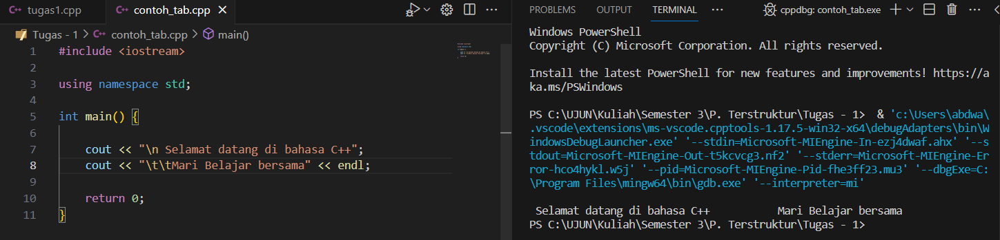 tugas1.cpp
contoh_tab.cpp
Tugas - 1 > contoh_tab.cpp > main()
1 #include <iostream>
2
3 using namespace std;
4
5 int main() {
6
7 cout << "\n Selamat datang di bahasa C++";
8 cout << "\t\tMari Belajar bersama" << endl;
9
10 return 0;
11 }
PROBLEMS OUTPUT TERMINAL ... cppdbg: contoh_tab.exe
Windows PowerShell
Copyright (C) Microsoft Corporation. All rights reserved.
Install the latest PowerShell for new features and improvements! https://a
ka.ms/PSWindows
PS C:\UJUN\Kuliah\Semester 3\P. Terstruktur\Tugas - 1> & 'c:\Users\abdwa\
.vscode\extensions\ms-vscode.cpptools-1.17.5-win32-x64\debugAdapters\bin\W
indowsDebugLauncher.exe' '--stdin=Microsoft-MIEngine-In-ezj4dwaf.ahx' '--s
tdout=Microsoft-MIEngine-Out-t5kcvcg3.nf2' '--stderr=Microsoft-MIEngine-Er
ror-hco4hykl.w5j' '--pid=Microsoft-MIEngine-Pid-fhe3ff23.mu3' '--dbgExe=C:
\Program Files\mingw64\bin\gdb.exe' '--interpreter=mi'
Selamat datang di bahasa C++ Mari Belajar bersama
PS C:\UJUN\Kuliah\Semester 3\P. Terstruktur\Tugas - 1>